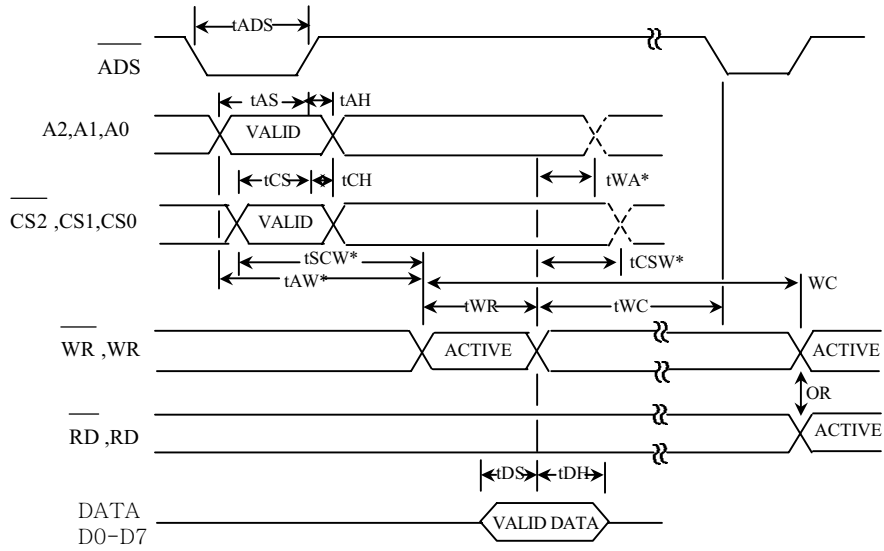 tADS
ADS
tAS
tAH
A2,A1,A0
VALID
tCS
tCH
tWA*
CS2 ,CS1,CS0
VALID
tSCW*
tCSW*
tAW*
WC
tWR
tWC
WR ,WR
ACTIVE
ACTIVE
OR
RD ,RD
ACTIVE
tDS
tDH
DATA
D0-D7
VALID DATA